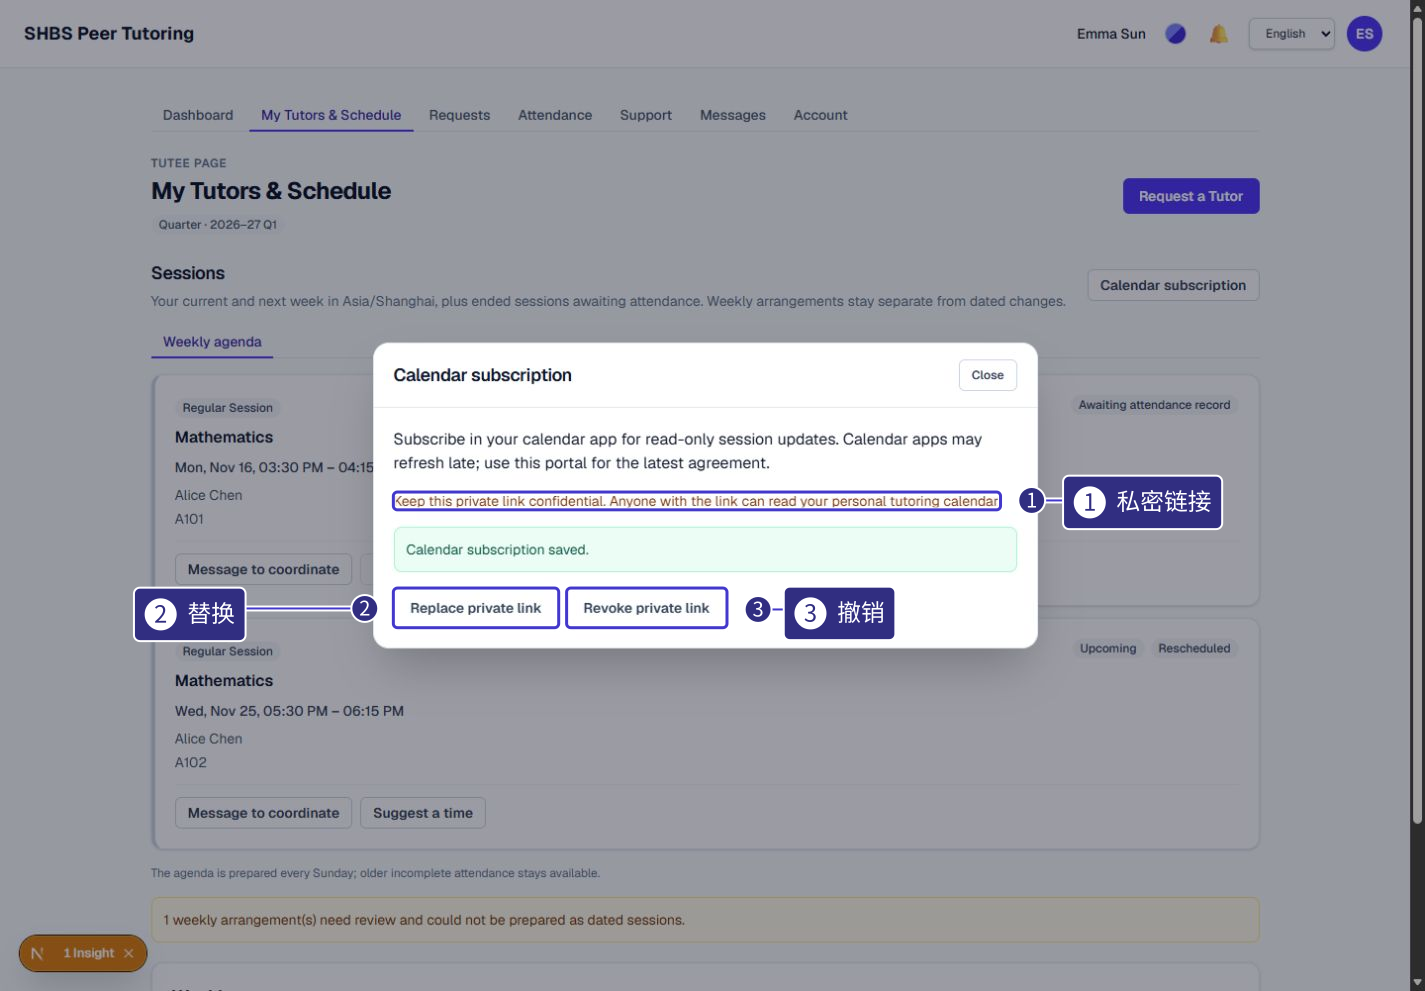 SHBS Peer Tutoring
Emma Sun
English
ES
Dashboard
My Tutors & Schedule
Requests
Attendance
Support
Messages
Account
TUTEE PAGE
My Tutors & Schedule
Request a Tutor
Quarter · 2026–27 Q1
Sessions
Calendar subscription
Your current and next week in Asia/Shanghai, plus ended sessions awaiting attendance. Weekly arrangements stay separate from dated changes.
Weekly agenda
Regular Session
Awaiting attendance record
Mathematics
Mon, Nov 16, 03:30 PM – 04:15
Alice Chen
A101
Message to coordinate
Calendar subscription
Close
Subscribe in your calendar app for read-only session updates. Calendar apps may
refresh late; use this portal for the latest agreement.
Keep this private link confidential. Anyone with the link can read your personal tutoring calendar
1
1 私密链接
Calendar subscription saved.
2 替换
2
Replace private link
Revoke private link
3
3 撤销
Regular Session
Upcoming
Rescheduled
Mathematics
Wed, Nov 25, 05:30 PM – 06:15 PM
Alice Chen
A102
Message to coordinate
Suggest a time
The agenda is prepared every Sunday; older incomplete attendance stays available.
1 weekly arrangement(s) need review and could not be prepared as dated sessions.
N 1 Insight ×